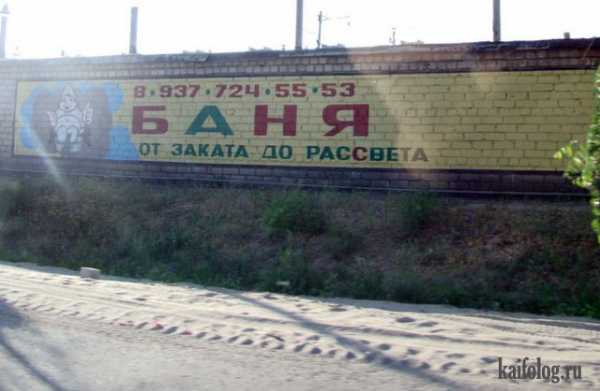 8·937·724·55·53
БАНЯ
ОТ ЗАКАТА ДО РАССВЕТА
kaifolog.ru